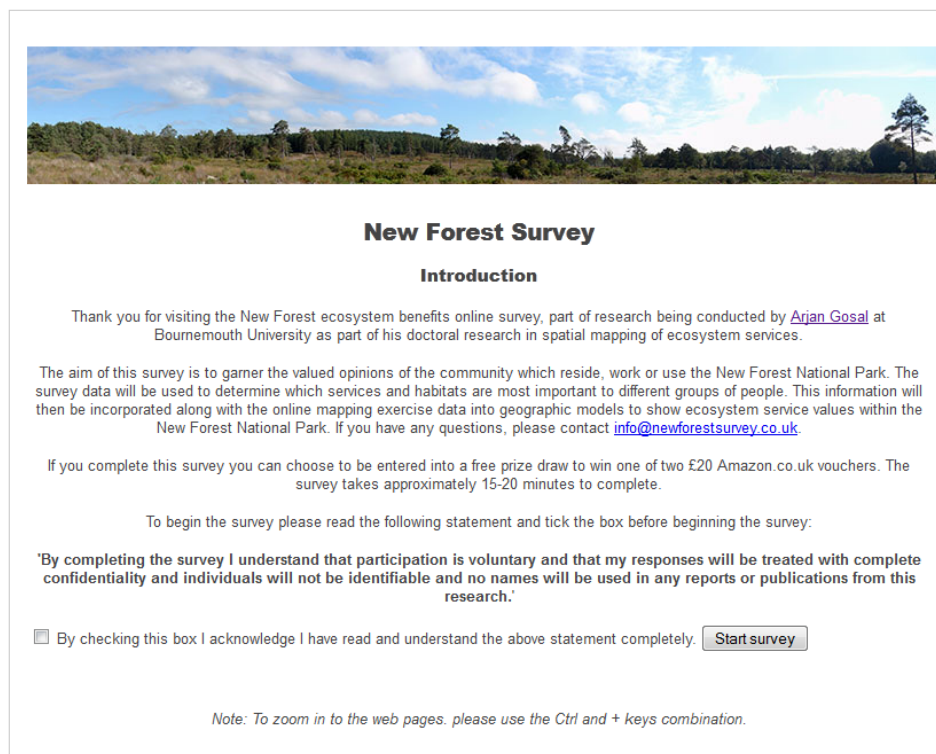 New Forest Survey
Introduction
Thank you for visiting the New Forest ecosystem benefits online survey, part of research being conducted by Arjan Gosal at
Bournemouth University as part of his doctoral research in spatial mapping of ecosystem services.
The aim of this survey is to garner the valued opinions of the community which reside, work or use the New Forest National Park. The
survey data will be used to determine which services and habitats are most important to different groups of people. This information will
then be incorporated along with the online mapping exercise data into geographic models to show ecosystem service values within the
New Forest National Park. If you have any questions, please contact info@newforestsurvey.co.uk.
If you complete this survey you can choose to be entered into a free prize draw to win one of two £20 Amazon.co.uk vouchers. The
survey takes approximately 15-20 minutes to complete.
To begin the survey please read the following statement and tick the box before beginning the survey:
'By completing the survey I understand that participation is voluntary and that my responses will be treated with complete
confidentiality and individuals will not be identifiable and no names will be used in any reports or publications from this
research.'
By checking this box I acknowledge I have read and understand the above statement completely. Start survey
Note: To zoom in to the web pages. please use the Ctrl and + keys combination.